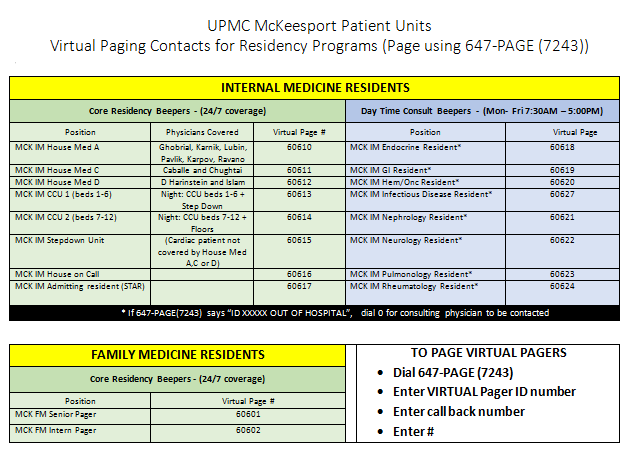 UPMC McKeesport Patient Units
Virtual Paging Contacts for Residency Programs (Page using 647-PAGE (7243))
INTERNAL MEDICINE RESIDENTS
Core Residency Beepers - (24/7 coverage) Day Time Consult Beepers - (Mon- Fri 7:30AM – 5:00PM)
Position Physicians Covered Virtual Page # Position Virtual Page
MCK IM House Med A Ghobrial, Karnik, Lubin, 60610 MCK IM Endocrine Resident* 60618
Pavlik, Karpov, Ravano
MCK IM House Med C Caballe and Chughtai 60611 MCK IM GI Resident* 60619
MCK IM House Med D D Harinstein and Islam 60612 MCK IM Hem/Onc Resident* 60620
MCK IM CCU 1 (beds 1-6) Night: CCU beds 1-6 + 60613 MCK IM Infectious Disease Resident* 60627
Step Down
MCK IM CCU 2 (beds 7-12) Night: CCU beds 7-12 + 60614 MCK IM Nephrology Resident* 60621
Floors
MCK IM Stepdown Unit (Cardiac patient not 60615 MCK IM Neurology Resident* 60622
covered by House Med
A,C or D)
MCK IM House on Call 60616 MCK IM Pulmonology Resident* 60623
MCK IM Admitting resident (STAR) 60617 MCK IM Rheumatology Resident* 60624
* If 647-PAGE(7243) says "ID XXXXX OUT OF HOSPITAL", dial 0 for consulting physician to be contacted
FAMILY MEDICINE RESIDENTS
Core Residency Beepers - (24/7 coverage)
Position Virtual Page #
MCK FM Senior Pager 60601
MCK FM Intern Pager 60602
TO PAGE VIRTUAL PAGERS
• Dial 647-PAGE (7243)
• Enter VIRTUAL Pager ID number
• Enter call back number
• Enter #